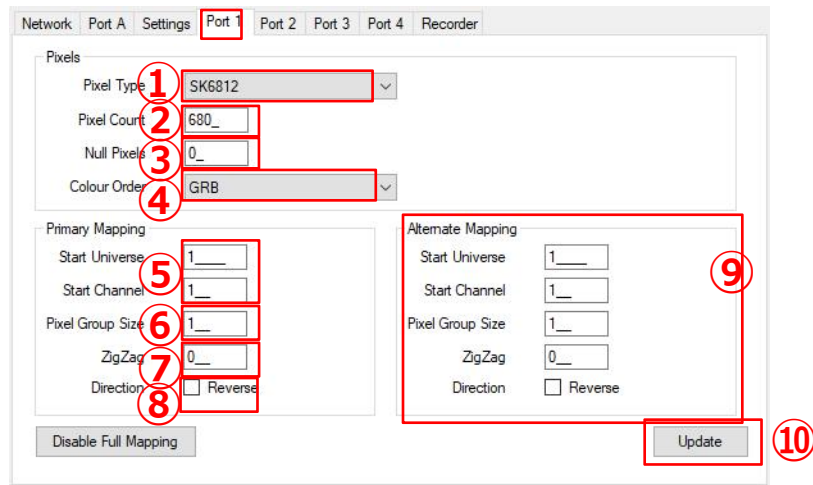 Network Port A Settings Port 1 Port 2 Port 3 Port 4 Recorder
Pixels
Pixel Type ① SK6812
Pixel Count ② 680_
Null Pixels ③ 0_
Colour Order ④ GRB
Primary Mapping
Start Universe 1____
⑤
Start Channel 1__
Pixel Group Size ⑥ 1__
ZigZag ⑦ 0__
Direction ⑧ Reverse
Alternate Mapping ⑨
Start Universe 1____
Start Channel 1__
Pixel Group Size 1__
ZigZag 0__
Direction Reverse
Disable Full Mapping
Update ⑩